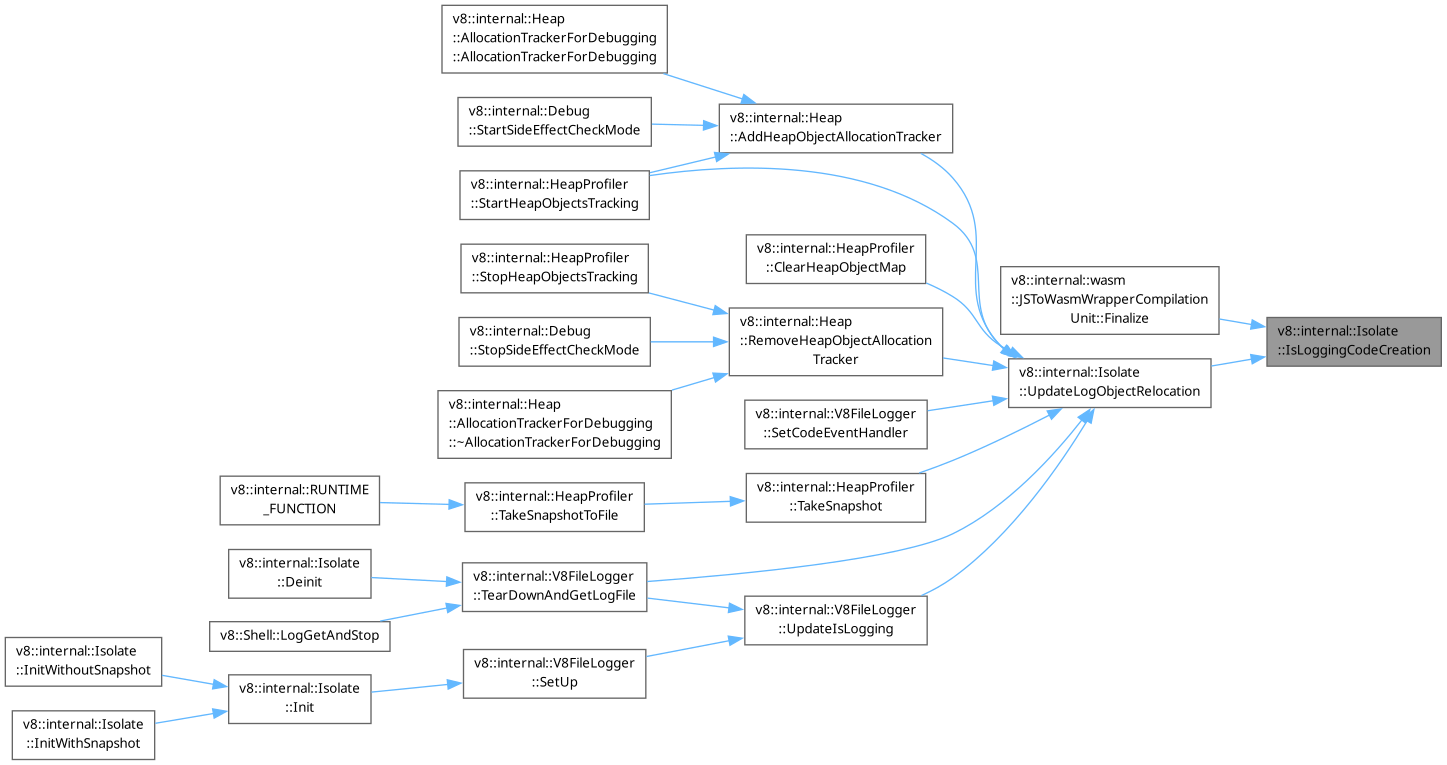 v8::internal::Heap
::AllocationTrackerForDebugging
::AllocationTrackerForDebugging
v8::internal::Debug
::StartSideEffectCheckMode
v8::internal::HeapProfiler
::StartHeapObjectsTracking
v8::internal::HeapProfiler
::StopHeapObjectsTracking
v8::internal::Debug
::StopSideEffectCheckMode
v8::internal::Heap
::AllocationTrackerForDebugging
::~AllocationTrackerForDebugging
v8::internal::RUNTIME
_FUNCTION
v8::internal::HeapProfiler
::TakeSnapshotToFile
v8::internal::Isolate
::Deinit
v8::Shell::LogGetAndStop
v8::internal::V8FileLogger
::TearDownAndGetLogFile
v8::internal::Isolate
::InitWithoutSnapshot
v8::internal::Isolate
::InitWithSnapshot
v8::internal::Isolate
::Init
v8::internal::V8FileLogger
::SetUp
v8::internal::Heap
::AddHeapObjectAllocationTracker
v8::internal::HeapProfiler
::ClearHeapObjectMap
v8::internal::Heap
::RemoveHeapObjectAllocation
Tracker
v8::internal::V8FileLogger
::SetCodeEventHandler
v8::internal::HeapProfiler
::TakeSnapshot
v8::internal::V8FileLogger
::UpdateIsLogging
v8::internal::wasm
::JSToWasmWrapperCompilation
Unit::Finalize
v8::internal::Isolate
::UpdateLogObjectRelocation
v8::internal::Isolate
::IsLoggingCodeCreation